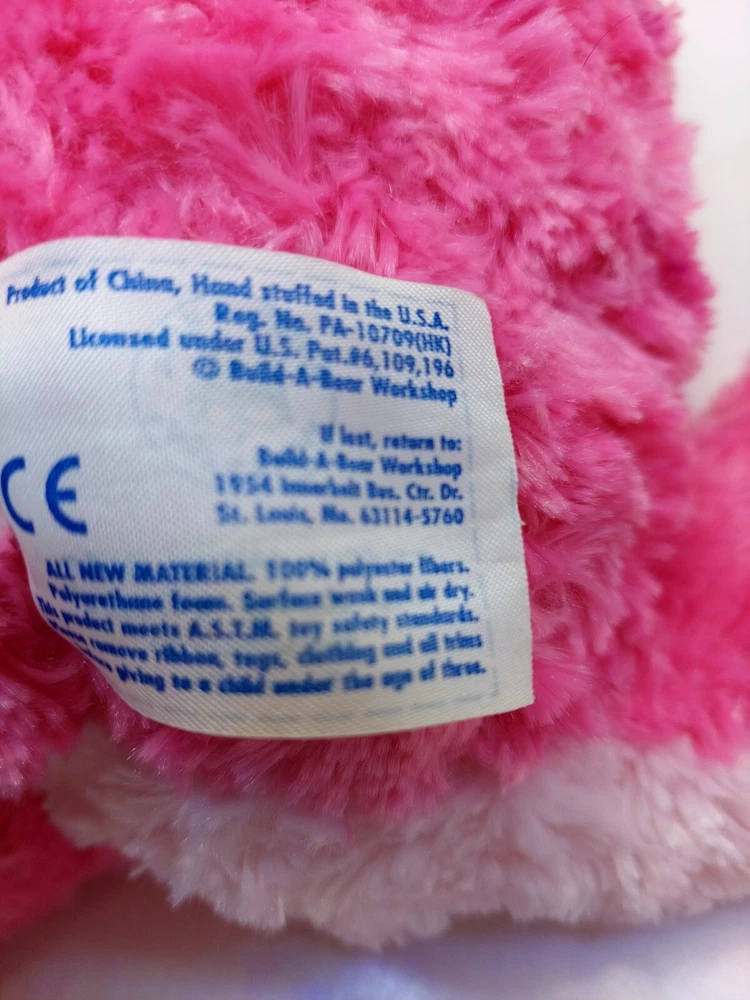 Product of China, Hand stuffed in the U.S.A.
Reg. No. PA-10709(HK)
Licensed under U.S. Pat.#6,109,196
© Build-A-Bear Workshop
If lost, return to:
Build-A-Bear Workshop
1954 Innerbelt Bus. Ctr. Dr.
St. Louis, Mo. 63114-5760
CE
ALL NEW MATERIAL. 100% polyester fibers.
Polyurethane foam. Surface wash and air dry.
This product meets A.S.T.M. toy safety standards.
remove ribbon, tags, clothing and all trims
giving to a child under the age of three.